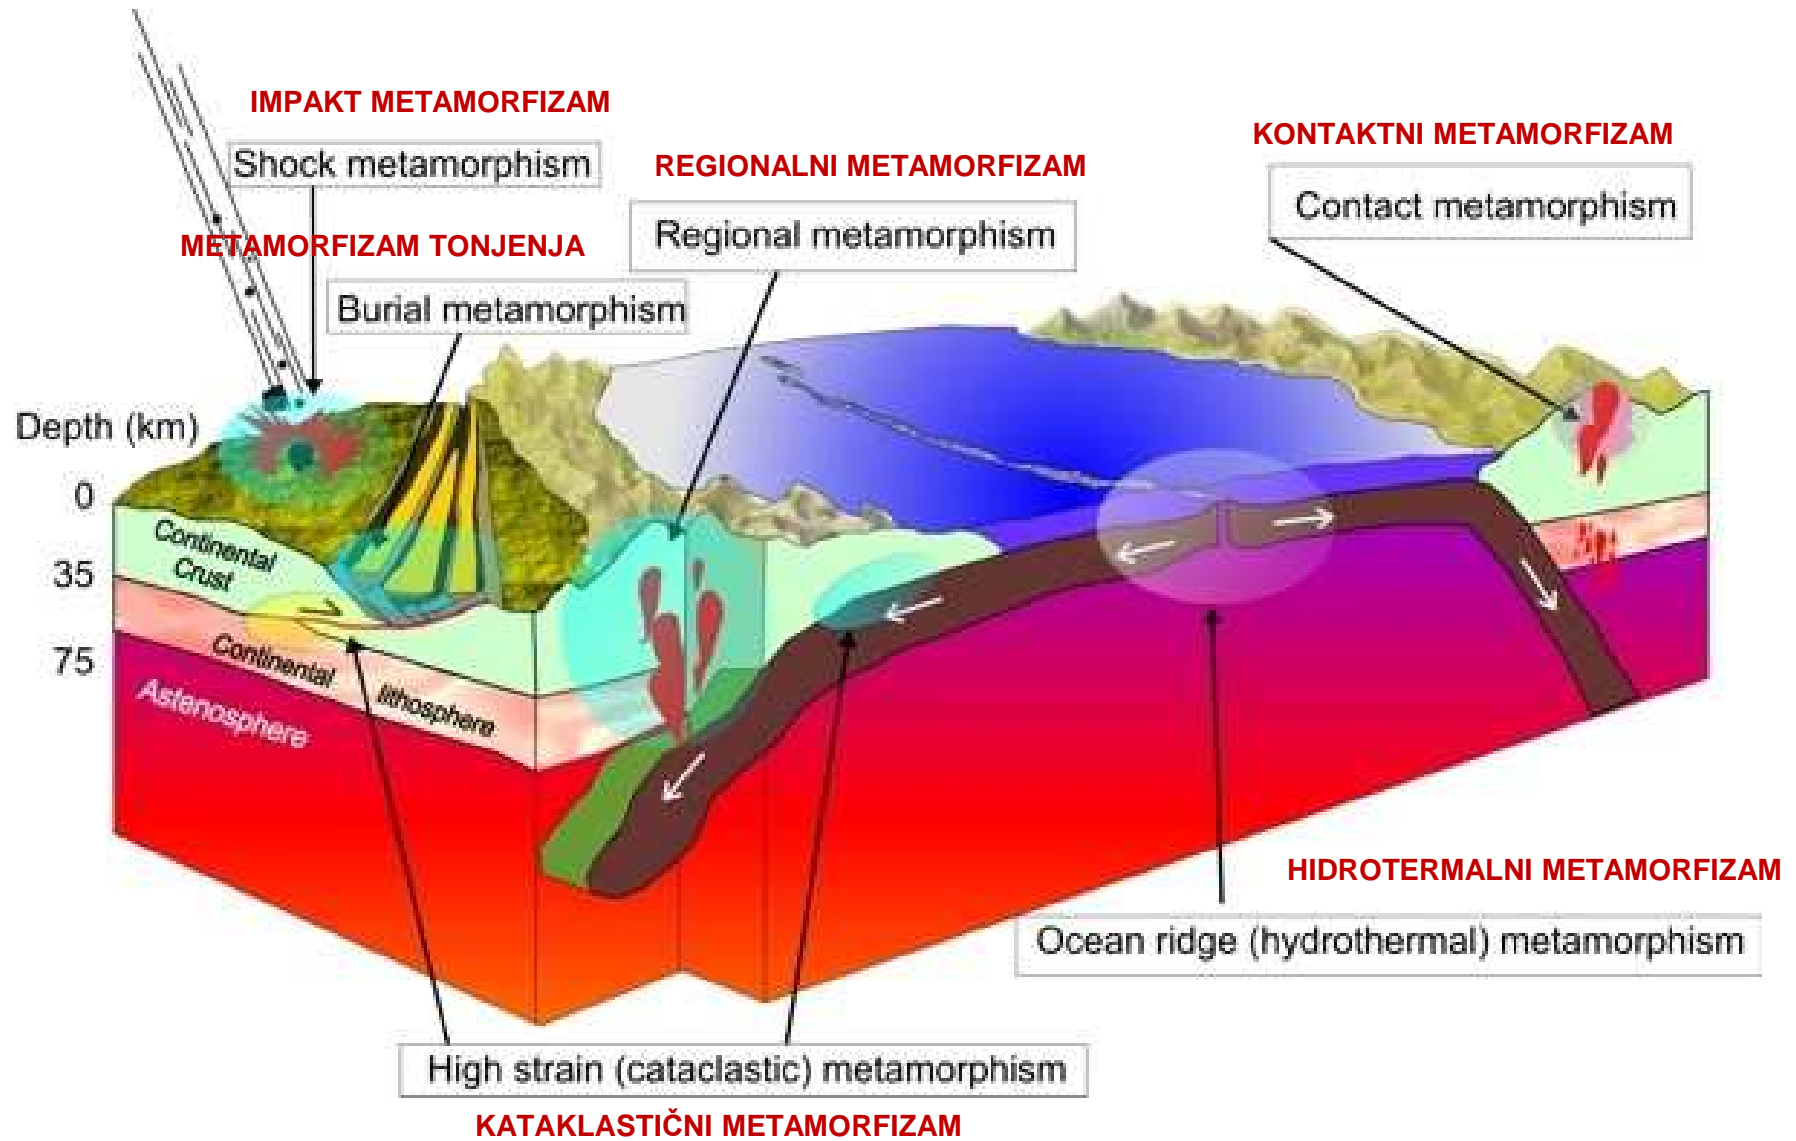 IMPAKT METAMORFIZAM
Shock metamorphism
KONTAKTNI METAMORFIZAM
Contact metamorphism
REGIONALNI METAMORFIZAM
Regional metamorphism
METAMORFIZAM TONJENJA
Burial metamorphism
Depth (km)
0
35
75
Continental
Crust
Continental lithosphere
Astenosphere
HIDROTERMALNI METAMORFIZAM
Ocean ridge (hydrothermal) metamorphism
High strain (cataclastic) metamorphism
KATAKLASTIČNI METAMORFIZAM